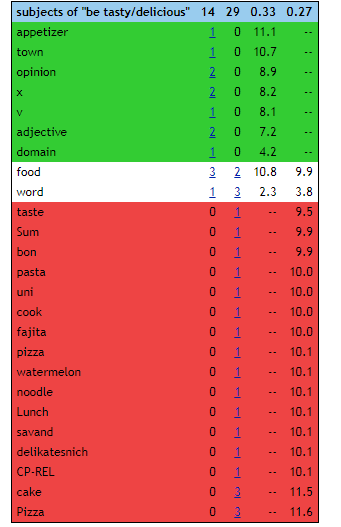 subjects of "be tasty/delicious" 14 29 0.33 0.27
appetizer 1 0 11.1 --
town 1 0 10.7 --
opinion 2 0 8.9 --
x 2 0 8.2 --
v 1 0 8.1 --
adjective 2 0 7.2 --
domain 1 0 4.2 --
food 3 2 10.8 9.9
word 1 3 2.3 3.8
taste 0 1 -- 9.5
Sum 0 1 -- 9.9
bon 0 1 -- 9.9
pasta 0 1 -- 10.0
uni 0 1 -- 10.0
cook 0 1 -- 10.0
fajita 0 1 -- 10.0
pizza 0 1 -- 10.1
watermelon 0 1 -- 10.1
noodle 0 1 -- 10.1
Lunch 0 1 -- 10.1
savand 0 1 -- 10.1
delikatesnich 0 1 -- 10.1
CP-REL 0 1 -- 10.1
cake 0 3 -- 11.5
Pizza 0 3 -- 11.6